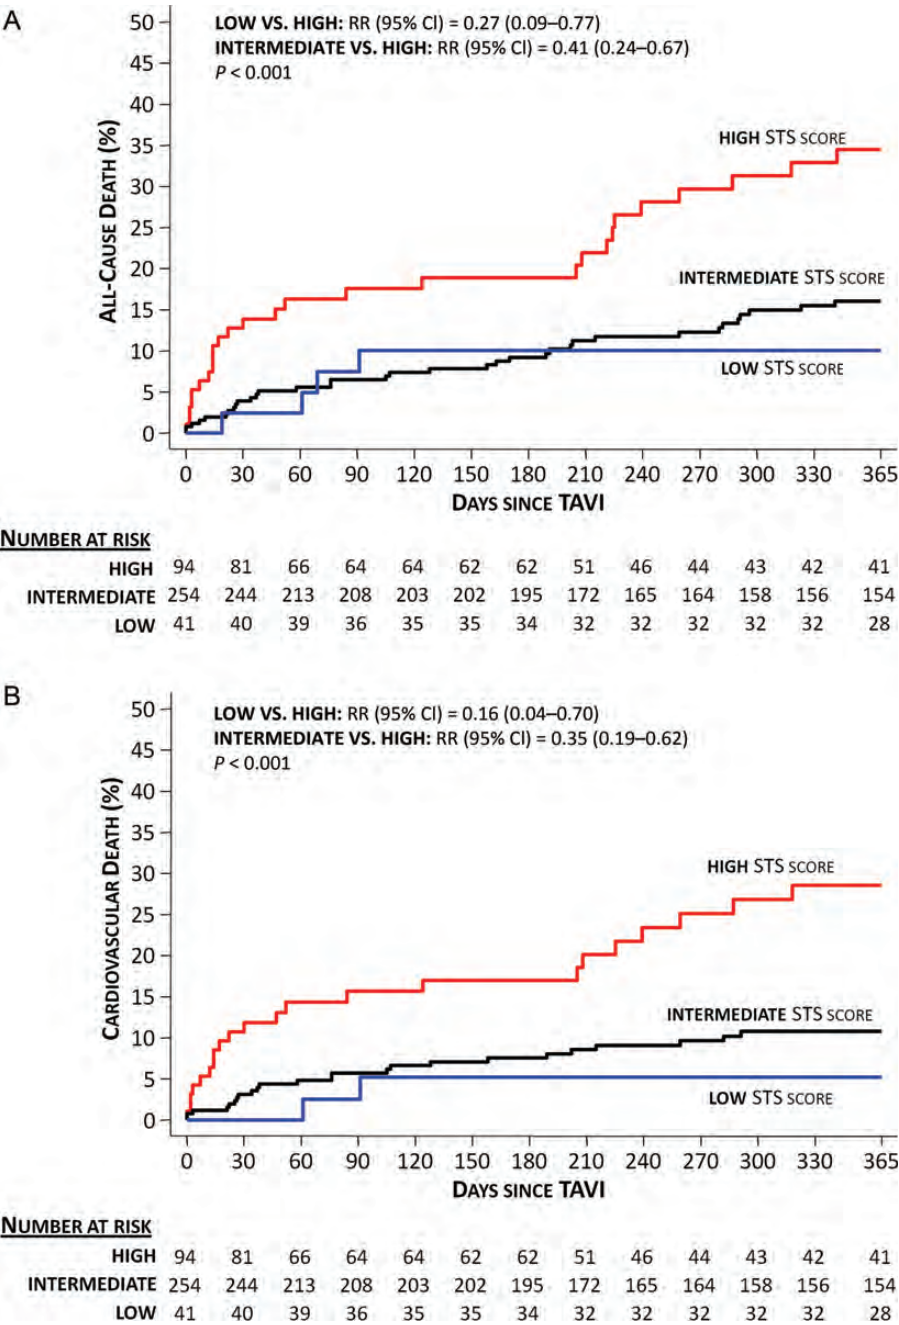 A
LOW VS. HIGH: RR (95% CI) = 0.27 (0.09–0.77)
INTERMEDIATE VS. HIGH: RR (95% CI) = 0.41 (0.24–0.67)
P < 0.001
50
45
40
35
30
25
20
15
10
5
0
ALL-CAUSE DEATH (%)
HIGH STS SCORE
INTERMEDIATE STS SCORE
LOW STS SCORE
0 30 60 90 120 150 180 210 240 270 300 330 365
DAYS SINCE TAVI
NUMBER AT RISK
HIGH 94 81 66 64 64 62 62 51 46 44 43 42 41
INTERMEDIATE 254 244 213 208 203 202 195 172 165 164 158 156 154
LOW 41 40 39 36 35 35 34 32 32 32 32 32 28
B
LOW VS. HIGH: RR (95% CI) = 0.16 (0.04–0.70)
INTERMEDIATE VS. HIGH: RR (95% CI) = 0.35 (0.19–0.62)
P < 0.001
50
45
40
35
30
25
20
15
10
5
0
CARDIOVASCULAR DEATH (%)
HIGH STS SCORE
INTERMEDIATE STS SCORE
LOW STS SCORE
0 30 60 90 120 150 180 210 240 270 300 330 365
DAYS SINCE TAVI
NUMBER AT RISK
HIGH 94 81 66 64 64 62 62 51 46 44 43 42 41
INTERMEDIATE 254 244 213 208 203 202 195 172 165 164 158 156 154
LOW 41 40 39 36 35 35 34 32 32 32 32 32 28